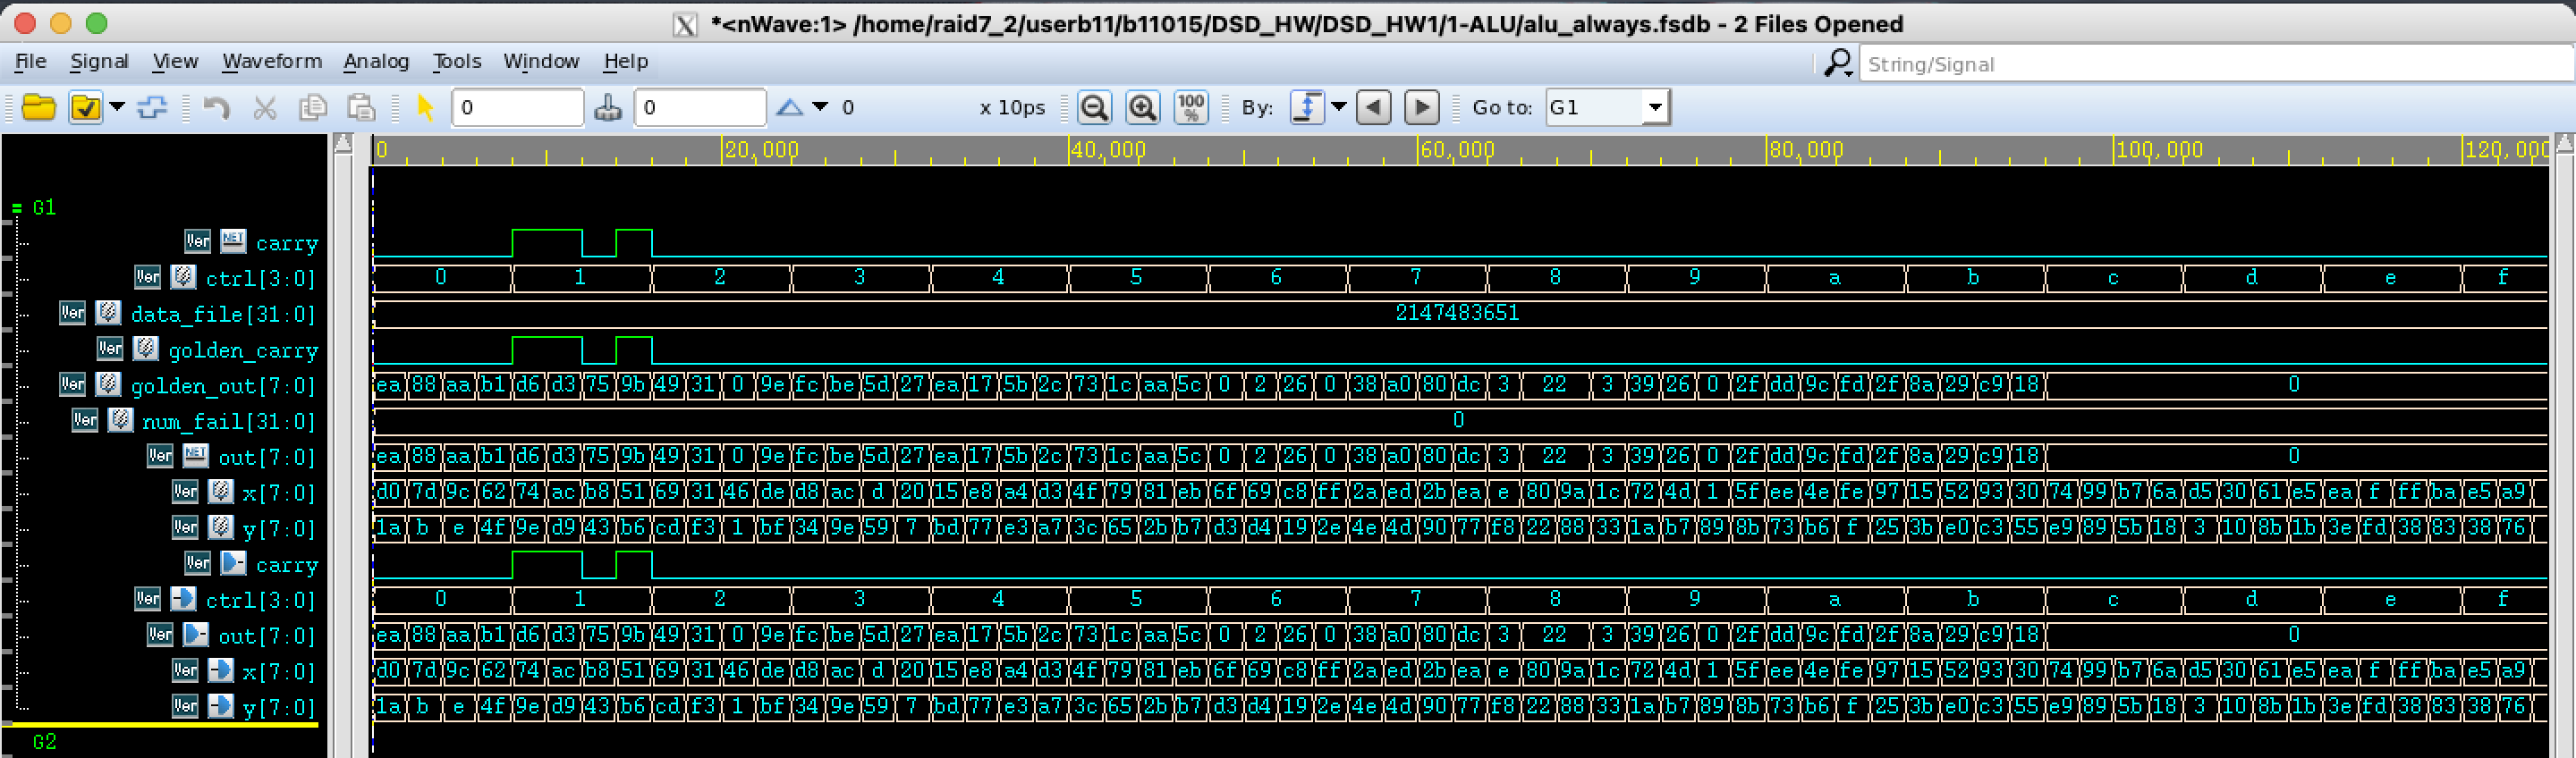 *<nWave:1> /home/raid7_2/userb11/b11015/DSD_HW/DSD_HW1/1-ALU/alu_always.fsdb - 2 Files Opened
File Signal View Waveform Analog Tools Window Help String/Signal
0 0 0 x 10ps 100 % By: Go to: G1
0 20,000 40,000 60,000 80,000 100,000 120,000
G1
Ver NET carry
Ver ctrl[3:0] 0 1 2 3 4 5 6 7 8 9 a b c d e f
Ver data_file[31:0] 2147483651
Ver golden_carry
Ver golden_out[7:0] ea 88 aa b1 d6 d3 75 9b 49 31 0 9e fc be 5d 27 ea 17 5b 2c 73 1c aa 5c 0 2 26 0 38 a0 80 dc 3 22 3 39 26 0 2f dd 9c fd 2f 8a 29 c9 18 0
Ver num_fail[31:0] 0
Ver NET out[7:0] ea 88 aa b1 d6 d3 75 9b 49 31 0 9e fc be 5d 27 ea 17 5b 2c 73 1c aa 5c 0 2 26 0 38 a0 80 dc 3 22 3 39 26 0 2f dd 9c fd 2f 8a 29 c9 18 0
Ver x[7:0] d0 7d 9c 62 74 ac b8 51 69 31 46 de d8 ac d 20 15 e8 a4 d3 4f 79 81 eb 6f 69 c8 ff 2a ed 2b ea e 80 9a 1c 72 4d 1 5f ee 4e fe 97 15 52 93 30 74 99 b7 6a d5 30 61 e5 ea f ff ba e5 a9
Ver y[7:0] 1a b e 4f 9e d9 43 b6 cd f3 1 bf 34 9e 59 7 bd 77 e3 a7 3c 65 2b b7 d3 d4 19 2e 4e 4d 90 77 f8 22 88 33 1a b7 89 8b 73 b6 f 25 3b e0 c3 55 e9 89 5b 18 3 10 8b 1b 3e fd 38 83 38 76
Ver carry
Ver ctrl[3:0] 0 1 2 3 4 5 6 7 8 9 a b c d e f
Ver out[7:0] ea 88 aa b1 d6 d3 75 9b 49 31 0 9e fc be 5d 27 ea 17 5b 2c 73 1c aa 5c 0 2 26 0 38 a0 80 dc 3 22 3 39 26 0 2f dd 9c fd 2f 8a 29 c9 18 0
Ver x[7:0] d0 7d 9c 62 74 ac b8 51 69 31 46 de d8 ac d 20 15 e8 a4 d3 4f 79 81 eb 6f 69 c8 ff 2a ed 2b ea e 80 9a 1c 72 4d 1 5f ee 4e fe 97 15 52 93 30 74 99 b7 6a d5 30 61 e5 ea f ff ba e5 a9
Ver y[7:0] 1a b e 4f 9e d9 43 b6 cd f3 1 bf 34 9e 59 7 bd 77 e3 a7 3c 65 2b b7 d3 d4 19 2e 4e 4d 90 77 f8 22 88 33 1a b7 89 8b 73 b6 f 25 3b e0 c3 55 e9 89 5b 18 3 10 8b 1b 3e fd 38 83 38 76
G2